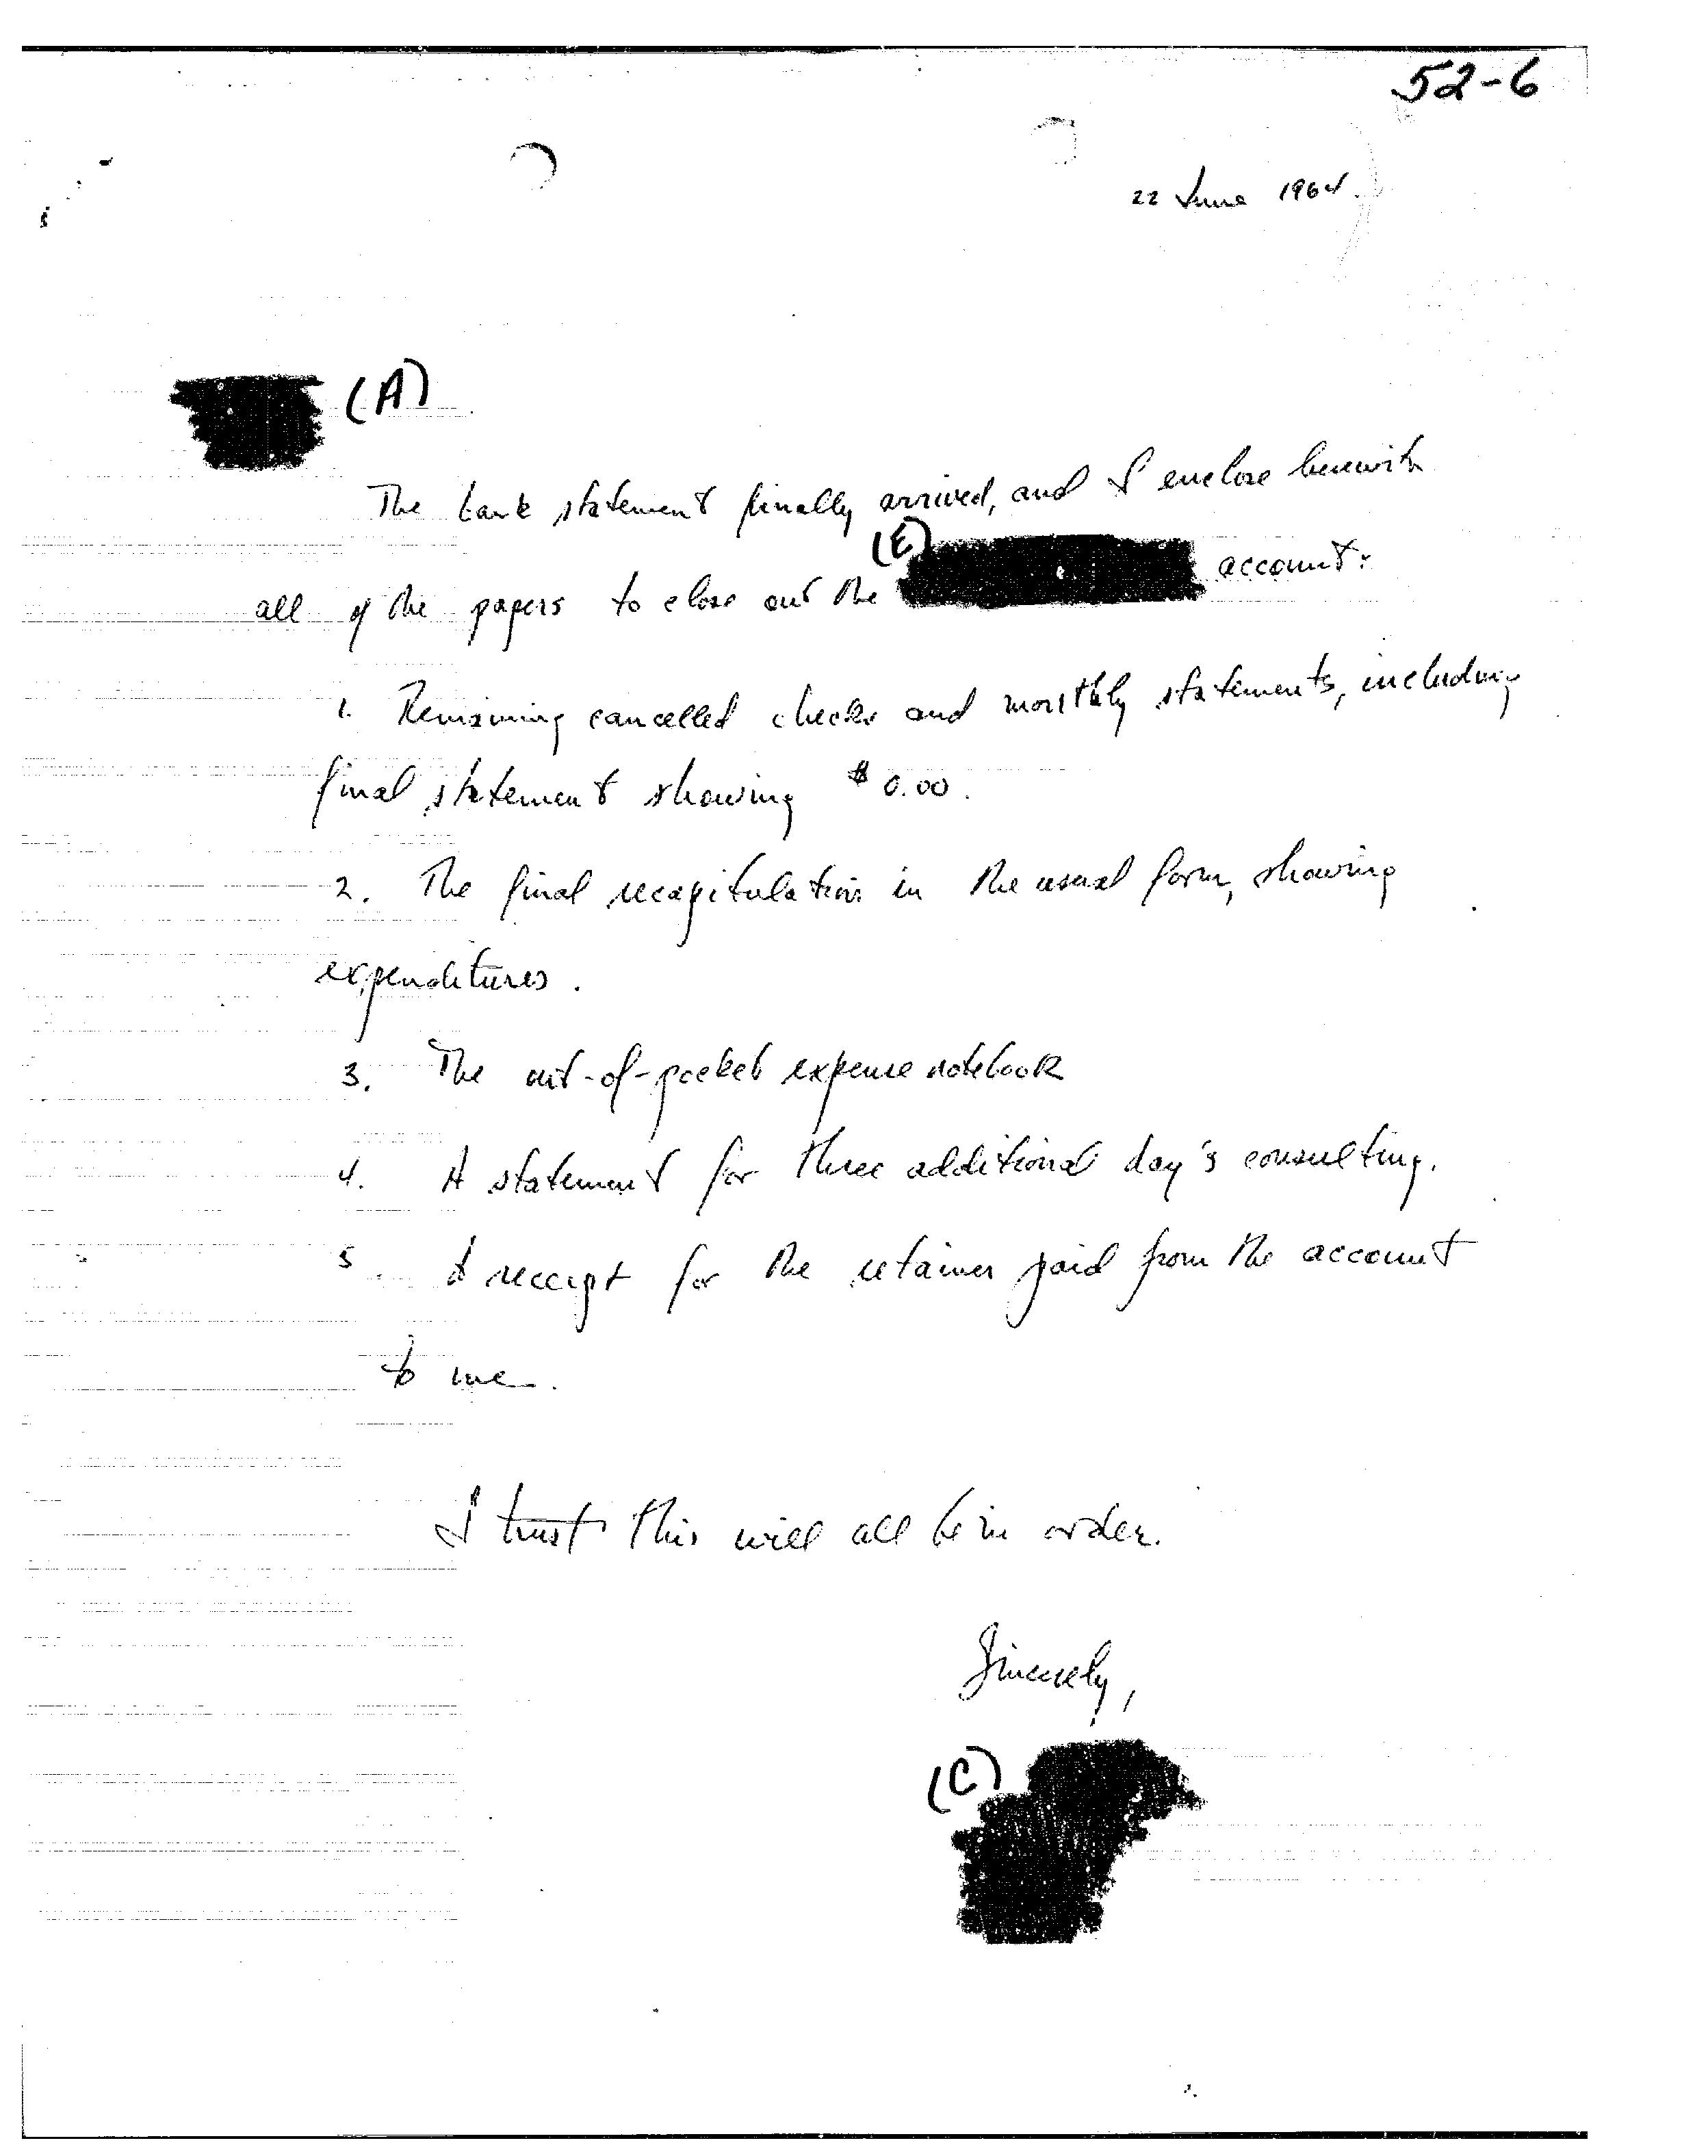 52-6
22 June 1964.
(A)
The bank statement finally arrived, and I enclose herewith
(E)
all of the papers to close out the account:
1. Remaining cancelled checks and monthly statements, including
final statement showing $0.00.
2. The final recapitulation in the usual form, showing
expenditures.
3. The out-of-pocket expense notebook
4. A statement for three additional day's consulting.
5. A receipt for the retainer paid from the account
to me.
I trust this will all be in order.
Sincerely,
(C)